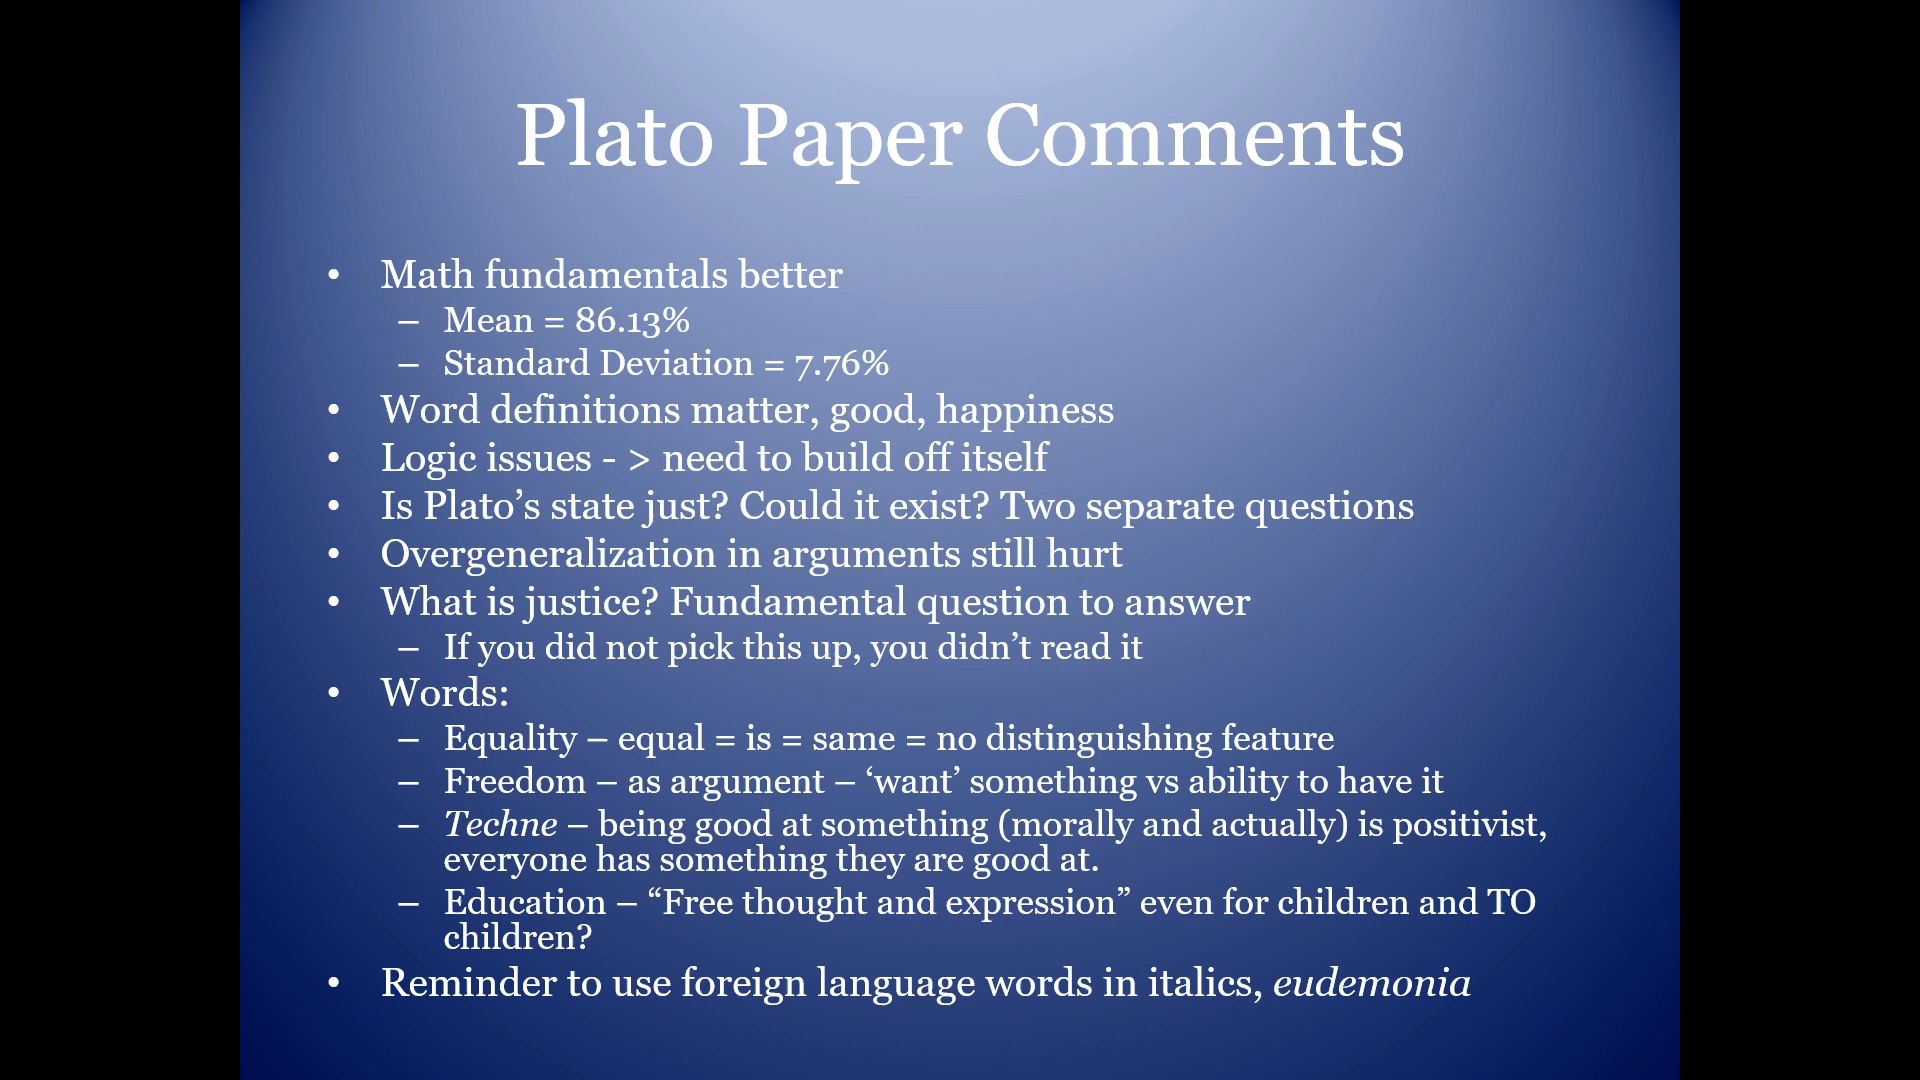 Plato Paper Comments
• Math fundamentals better
– Mean = 86.13%
– Standard Deviation = 7.76%
• Word definitions matter, good, happiness
• Logic issues - > need to build off itself
• Is Plato’s state just? Could it exist? Two separate questions
• Overgeneralization in arguments still hurt
• What is justice? Fundamental question to answer
– If you did not pick this up, you didn’t read it
• Words:
– Equality – equal = is = same = no distinguishing feature
– Freedom – as argument – ‘want’ something vs ability to have it
– Techne – being good at something (morally and actually) is positivist,
everyone has something they are good at.
– Education – “Free thought and expression” even for children and TO
children?
• Reminder to use foreign language words in italics, eudemonia